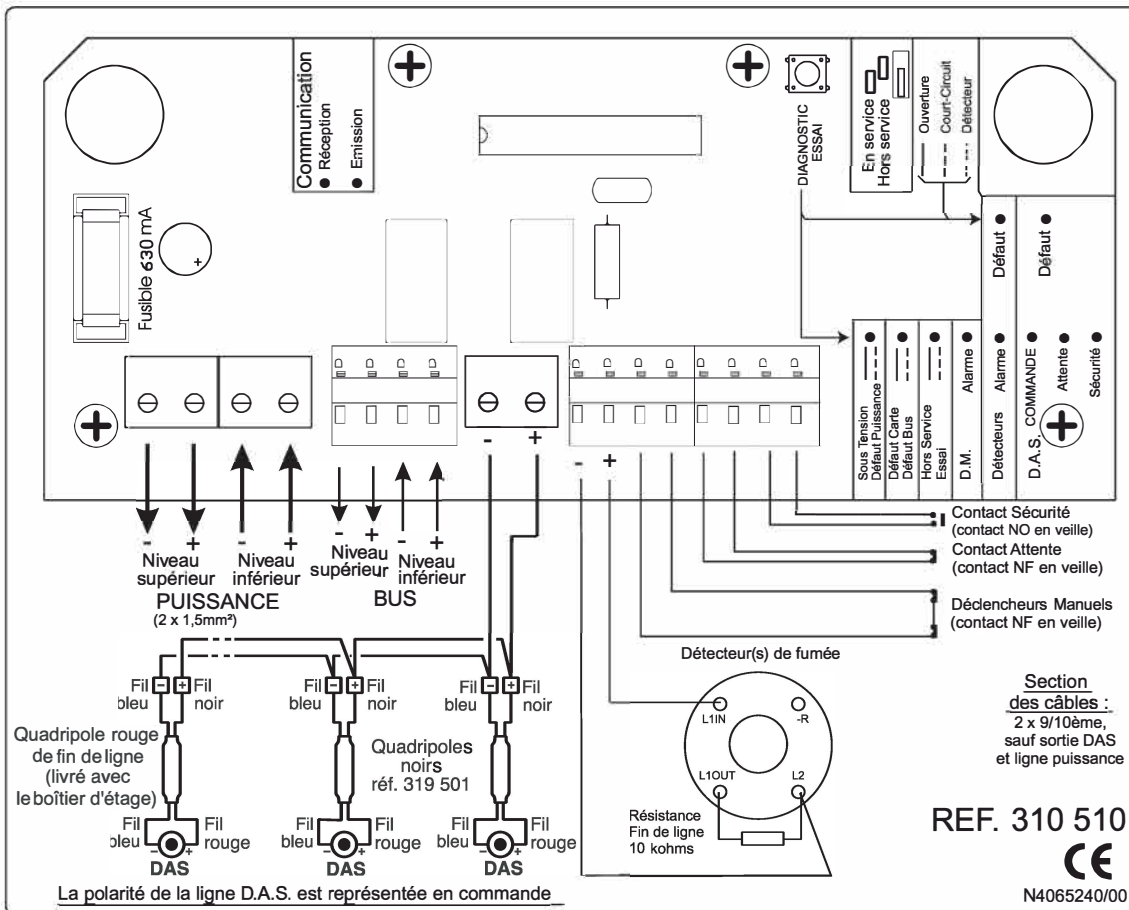 Communication
● Réception
● Emission
Fusible 630 mA
+
DIAGNOSTIC
ESSAI
En service
Hors service
Ouverture
Court-Circuit
Détecteur
Défaut ●
Défaut ●
Sous Tension
Défaut Puissance
Défaut Carte
Défaut Bus
Hors Service
Essai
D.M. Alarme ●
Détecteurs Alarme ●
D.A.S. COMMANDE ●
Attente ●
Sécurité ●
- +
- +
- + - +
Niveau supérieur
Niveau inférieur
PUISSANCE
(2 x 1,5mm²)
- + - +
Niveau supérieur
Niveau inférieur
BUS
Contact Sécurité
(contact NO en veille)
Contact Attente
(contact NF en veille)
Déclencheurs Manuels
(contact NF en veille)
Détecteur(s) de fumée
L1IN
-R
L1OUT
L2
Résistance
Fin de ligne
10 kohms
Section
des câbles :
2 x 9/10ème,
sauf sortie DAS
et ligne puissance
Fil bleu - + Fil noir
Fil bleu - + Fil noir
Fil bleu - + Fil noir
Quadripole rouge
de fin de ligne
(livré avec
le boîtier d'étage)
Quadripoles
noirs
réf. 319 501
Fil bleu - + Fil rouge
DAS
Fil bleu - + Fil rouge
DAS
Fil bleu - + Fil rouge
DAS
La polarité de la ligne D.A.S. est représentée en commande
REF. 310 510
CE
N4065240/00